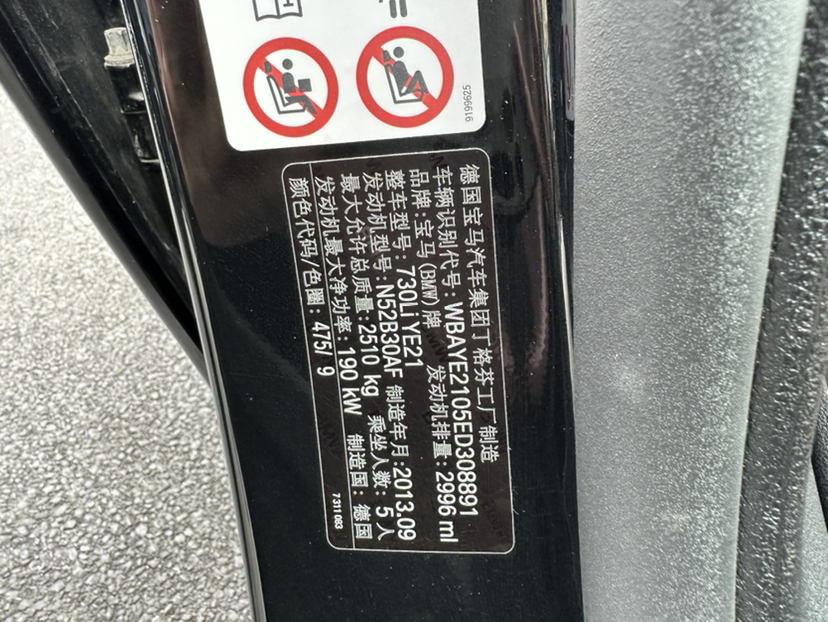 9199625
德国宝马汽车集团丁格芬工厂制造
车辆识别代号:WBAYE2105ED308891
品牌:宝马(BMW)牌 发动机排量:2996 ml
整车型号:730Li YE21
发动机型号:N52B30AF 制造年月:2013.09
最大允许总质量:2510 kg 乘坐人数:5人
发动机最大净功率:190 kW 制造国:德国
颜色代码/色圈:475/ 9
7311083